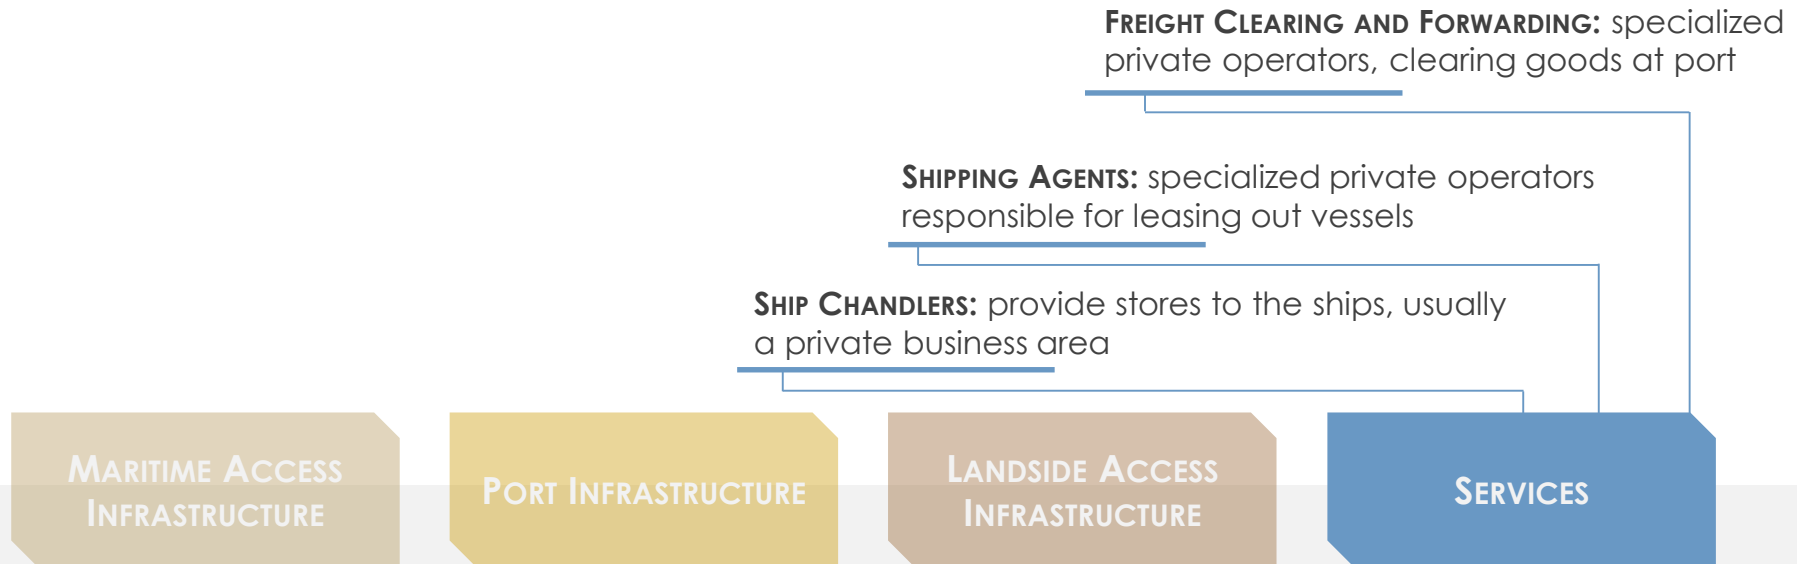 FREIGHT CLEARING AND FORWARDING: specialized
private operators, clearing goods at port
SHIPPING AGENTS: specialized private operators
responsible for leasing out vessels
SHIP CHANDLERS: provide stores to the ships, usually
a private business area
MARITIME ACCESS
INFRASTRUCTURE
PORT INFRASTRUCTURE
LANDSIDE ACCESS
INFRASTRUCTURE
SERVICES